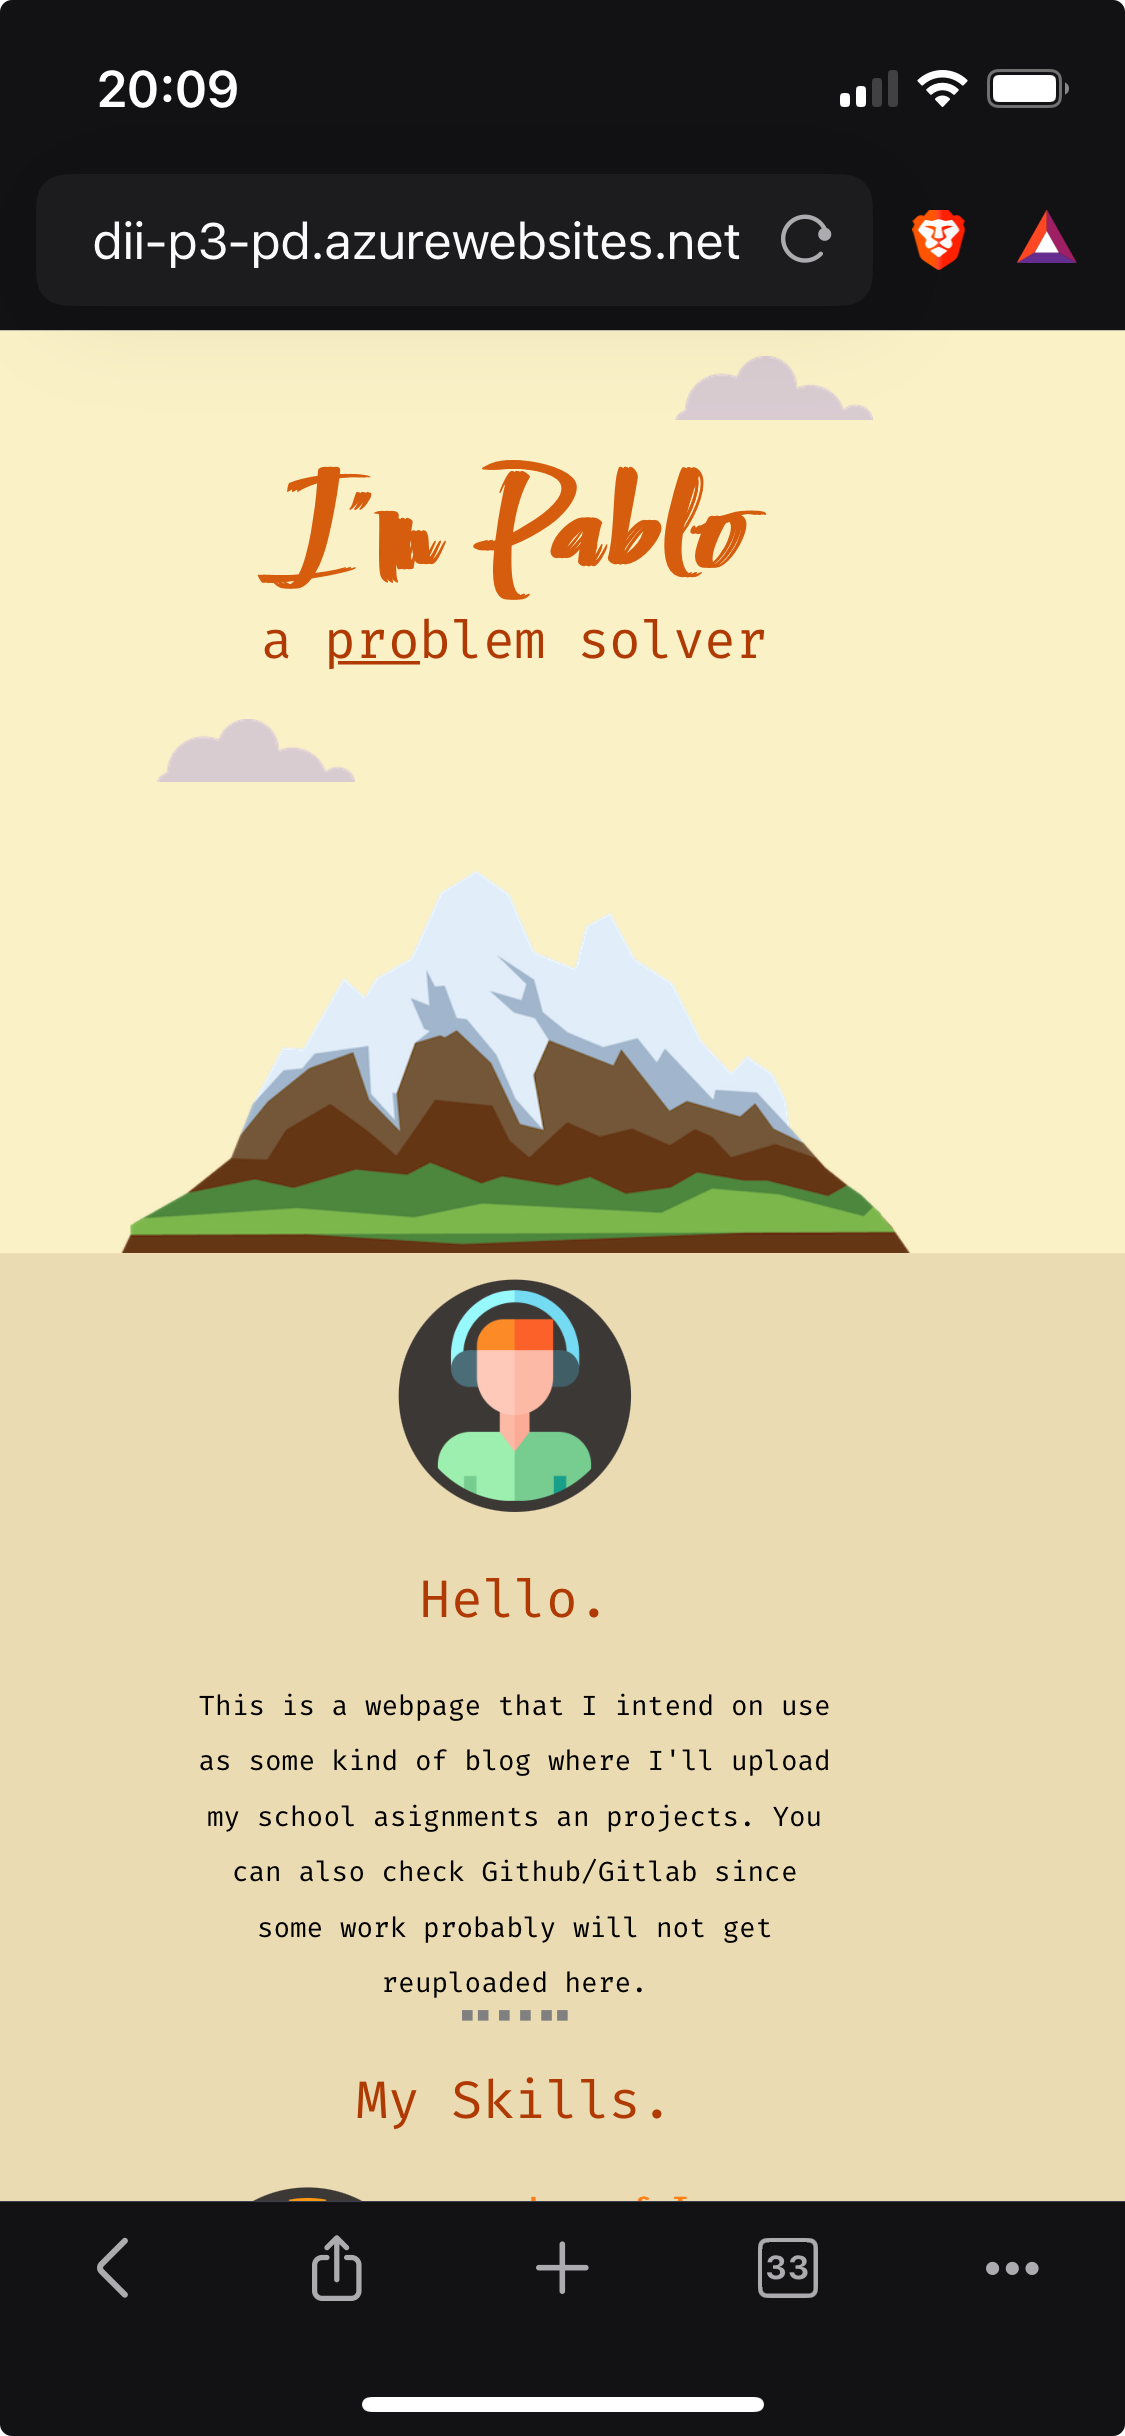 20:09
dii-p3-pd.azurewebsites.net
I'm Pablo
a problem solver
Hello.
This is a webpage that I intend on use
as some kind of blog where I'll upload
my school asignments an projects. You
can also check Github/Gitlab since
some work probably will not get
reuploaded here.
My Skills.
33